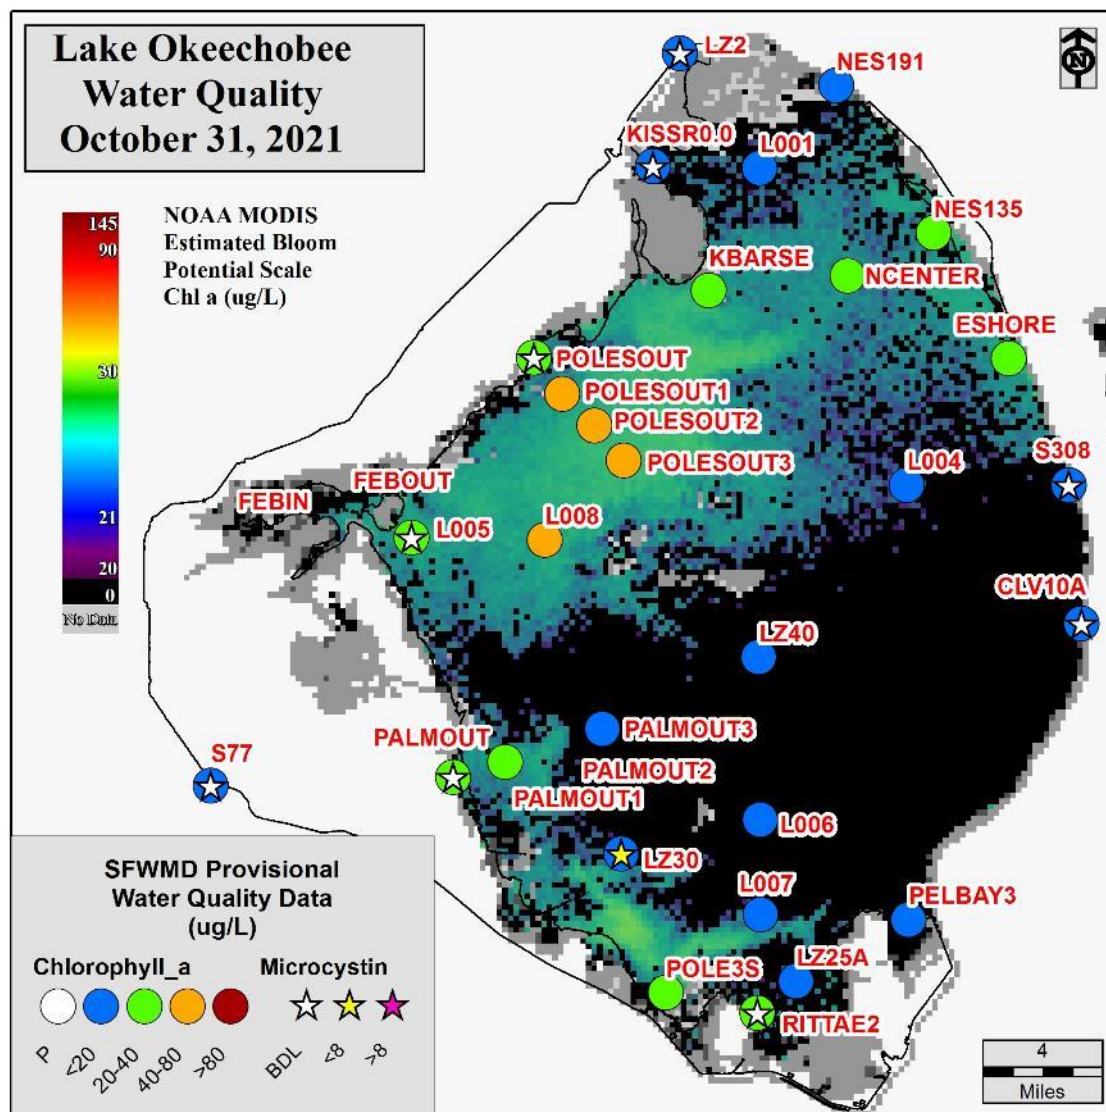 Lake Okeechobee
Water Quality
October 31, 2021
N
LZ2
NES191
KISSR0.0
L001
NOAA MODIS
Estimated Bloom
Potential Scale
Chl a (ug/L)
145
90
30
21
20
0
No Data
NES135
KBARSE
NCENTER
ESHORE
POLESOUT
POLESOUT1
POLESOUT2
POLESOUT3
L004
S308
FEBOUT
FEBIN
L005
L008
CLV10A
LZ40
PALMOUT
PALMOUT3
S77
PALMOUT2
PALMOUT1
L006
LZ30
L007
PELBAY3
POLE3S
LZ25A
RITTAE2
SFWMD Provisional
Water Quality Data
(ug/L)
Chlorophyll_a Microcystin
P <20 20-40 40-80 >80 BDL <8 >8
4
Miles